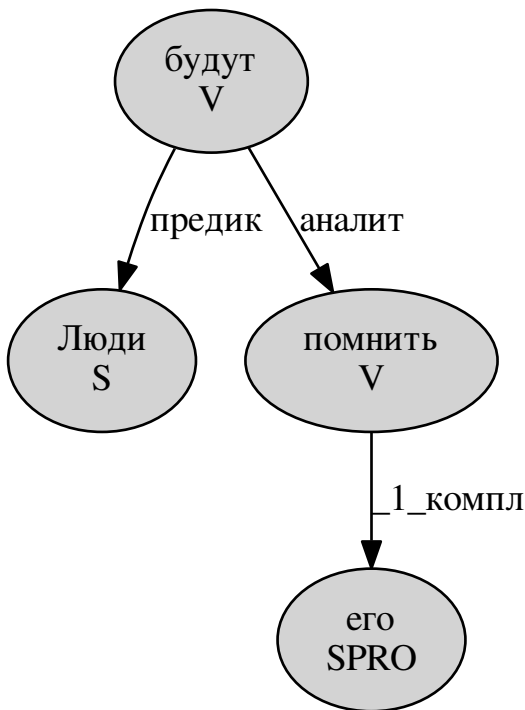 будут
V
предик
аналит
Люди
S
помнить
V
_1_компл
его
SPRO